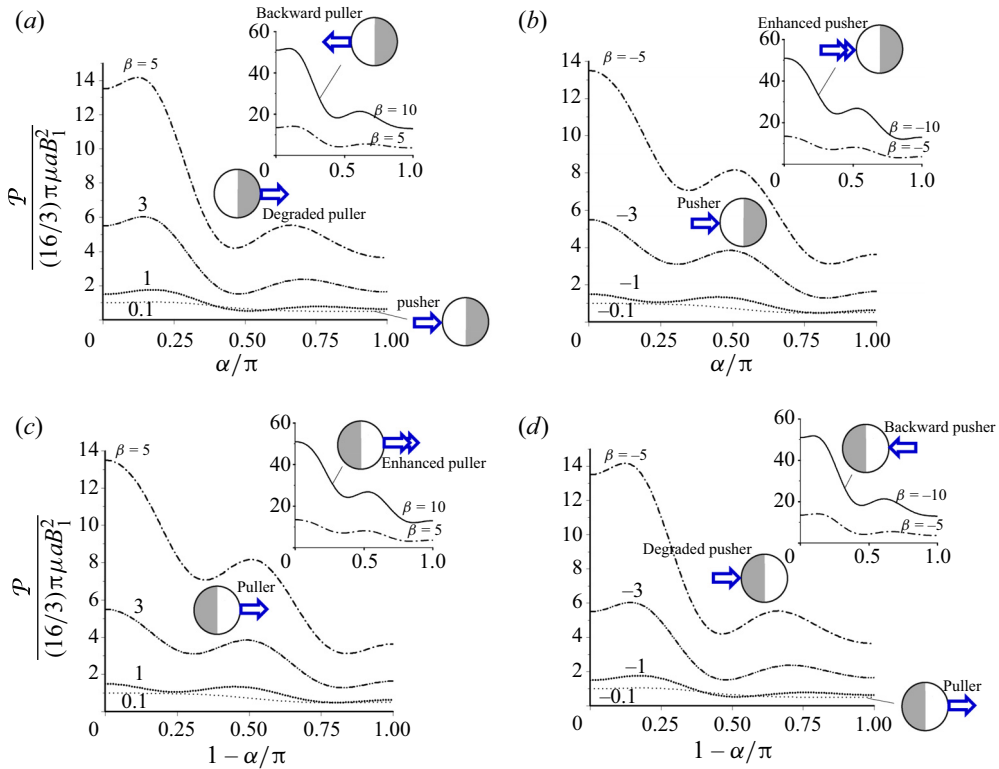 (a)
Backward puller
60
40
20
0
0.5
1.0
β = 10
β = 5
14
12
10
8
6
4
2
0
0.25
0.50
0.75
1.00
β = 5
3
1
0.1
Degraded puller
pusher
𝒫
(16/3) πμaB₁²
α/π
(b)
Enhanced pusher
60
40
20
0
0.5
1.0
β = –10
β = –5
14
12
10
8
6
4
2
0
0.25
0.50
0.75
1.00
β = –5
–3
–1
–0.1
Pusher
α/π
(c)
Enhanced puller
60
40
20
0
0.5
1.0
β = 10
β = 5
14
12
10
8
6
4
2
0
0.25
0.50
0.75
1.00
β = 5
3
1
0.1
Puller
𝒫
(16/3) πμaB₁²
1 – α/π
(d)
Backward pusher
60
40
20
0
0.5
1.0
β = –10
β = –5
14
12
10
8
6
4
2
0
0.25
0.50
0.75
1.00
β = –5
–3
–1
–0.1
Degraded pusher
Puller
1 – α/π